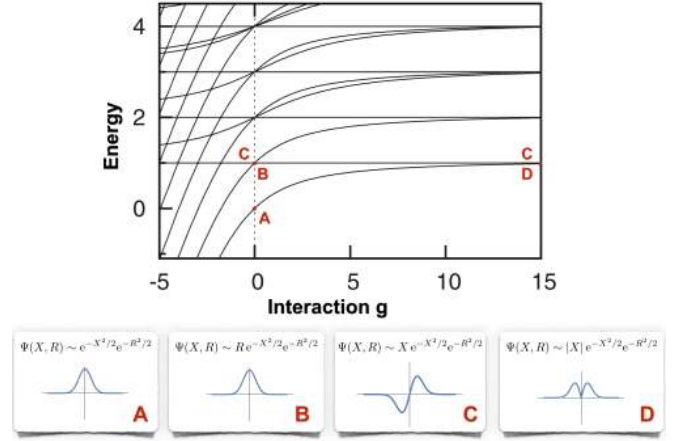 4
2
0
Energy
C
B
A
C
D
-5
0
5
10
15
Interaction g
Ψ(X, R) ∼ e^{-X²/2}e^{-R²/2}
A
Ψ(X, R) ∼ R e^{-X²/2}e^{-R²/2}
B
Ψ(X, R) ∼ X e^{-X²/2}e^{-R²/2}
C
Ψ(X, R) ∼ |X| e^{-X²/2}e^{-R²/2}
D